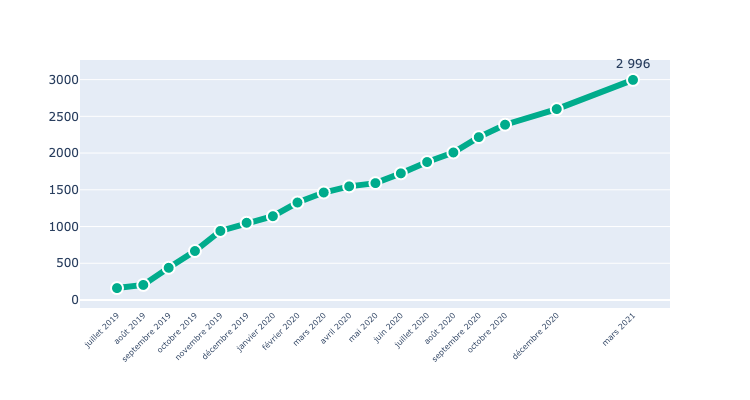 2 996
3000
2500
2000
1500
1000
500
0
juillet 2019
août 2019
septembre 2019
octobre 2019
novembre 2019
décembre 2019
janvier 2020
février 2020
mars 2020
avril 2020
mai 2020
juin 2020
juillet 2020
août 2020
septembre 2020
octobre 2020
décembre 2020
mars 2021